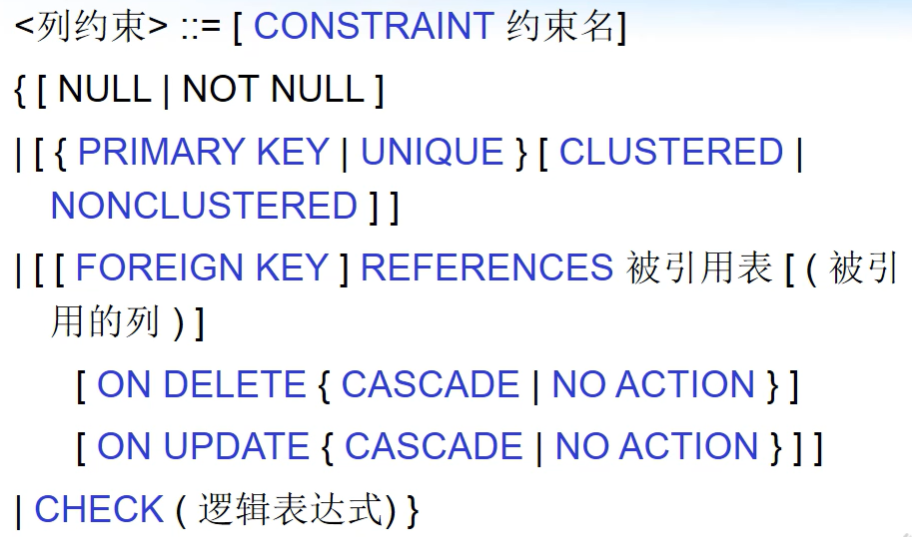 <列约束> ::= [ CONSTRAINT 约束名]
{ [ NULL | NOT NULL ]
| [ { PRIMARY KEY | UNIQUE } [ CLUSTERED |
NONCLUSTERED ] ]
| [ [ FOREIGN KEY ] REFERENCES 被引用表 [ ( 被引
用的列 ) ]
[ ON DELETE { CASCADE | NO ACTION } ]
[ ON UPDATE { CASCADE | NO ACTION } ] ]
| CHECK ( 逻辑表达式) }